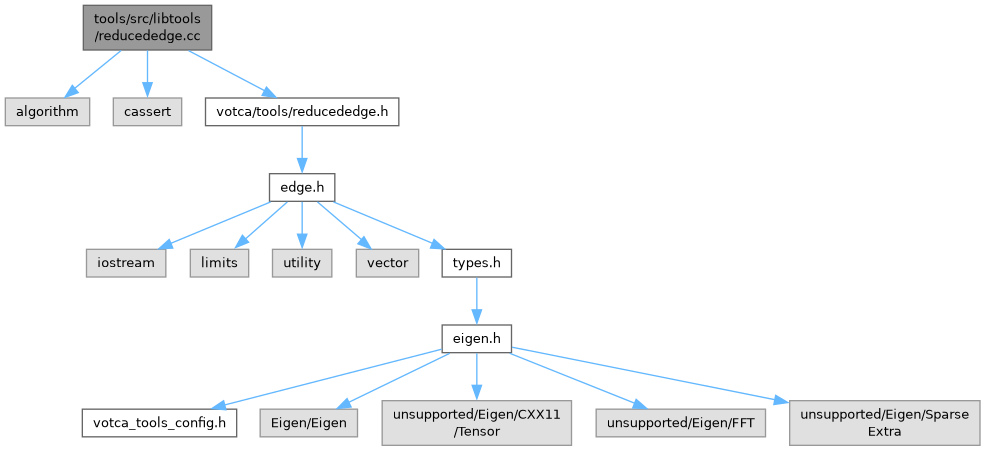 tools/src/libtools
/reducededge.cc
algorithm
cassert
votca/tools/reducededge.h
edge.h
iostream
limits
utility
vector
types.h
eigen.h
votca_tools_config.h
Eigen/Eigen
unsupported/Eigen/CXX11
/Tensor
unsupported/Eigen/FFT
unsupported/Eigen/Sparse
Extra